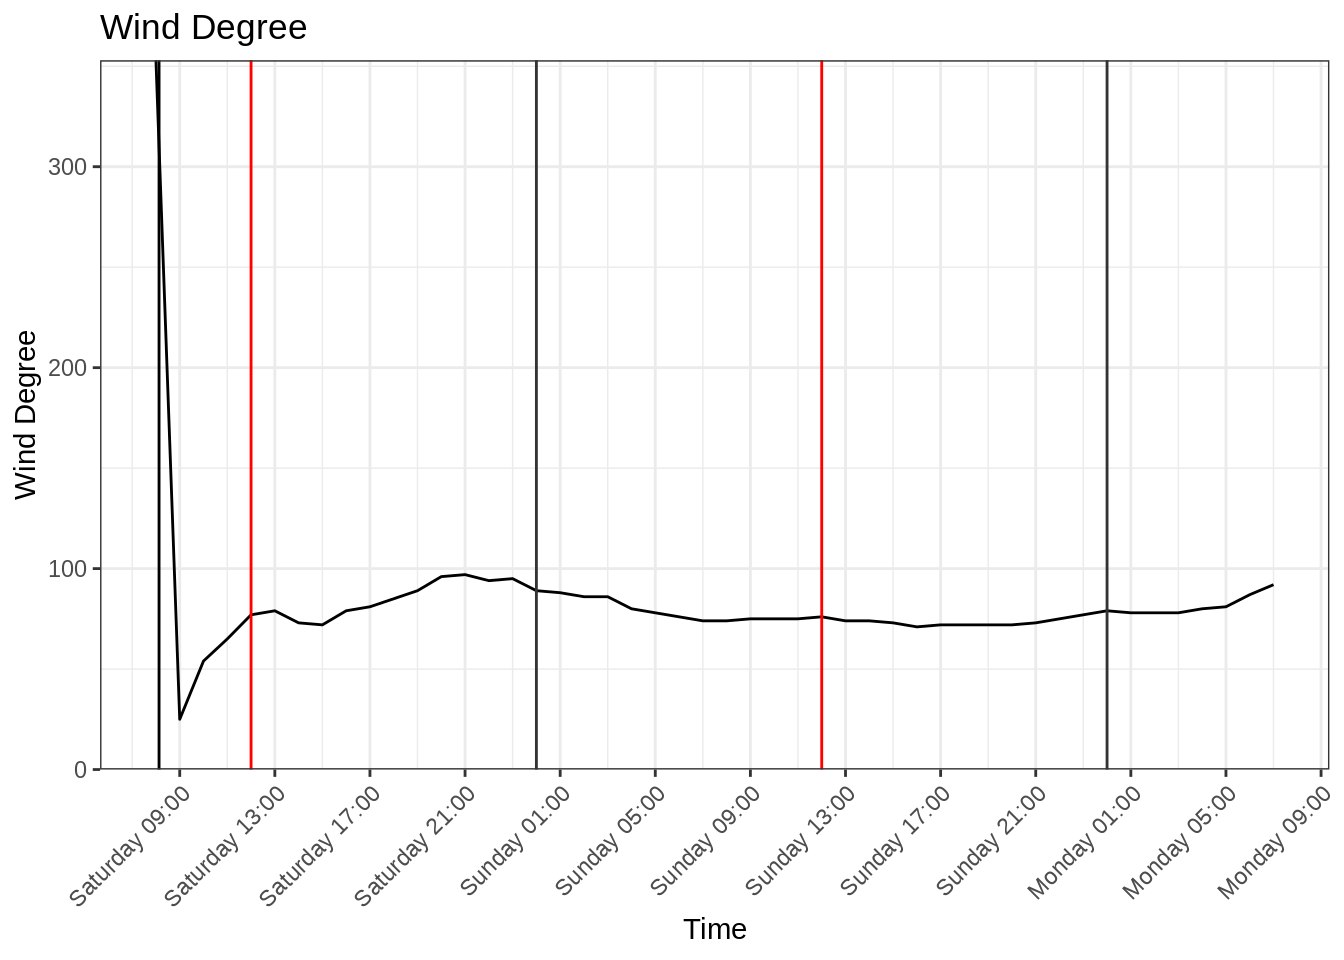 Wind Degree
Wind Degree
300
200
100
0
Saturday 09:00
Saturday 13:00
Saturday 17:00
Saturday 21:00
Sunday 01:00
Sunday 05:00
Sunday 09:00
Sunday 13:00
Sunday 17:00
Sunday 21:00
Monday 01:00
Monday 05:00
Monday 09:00
Time